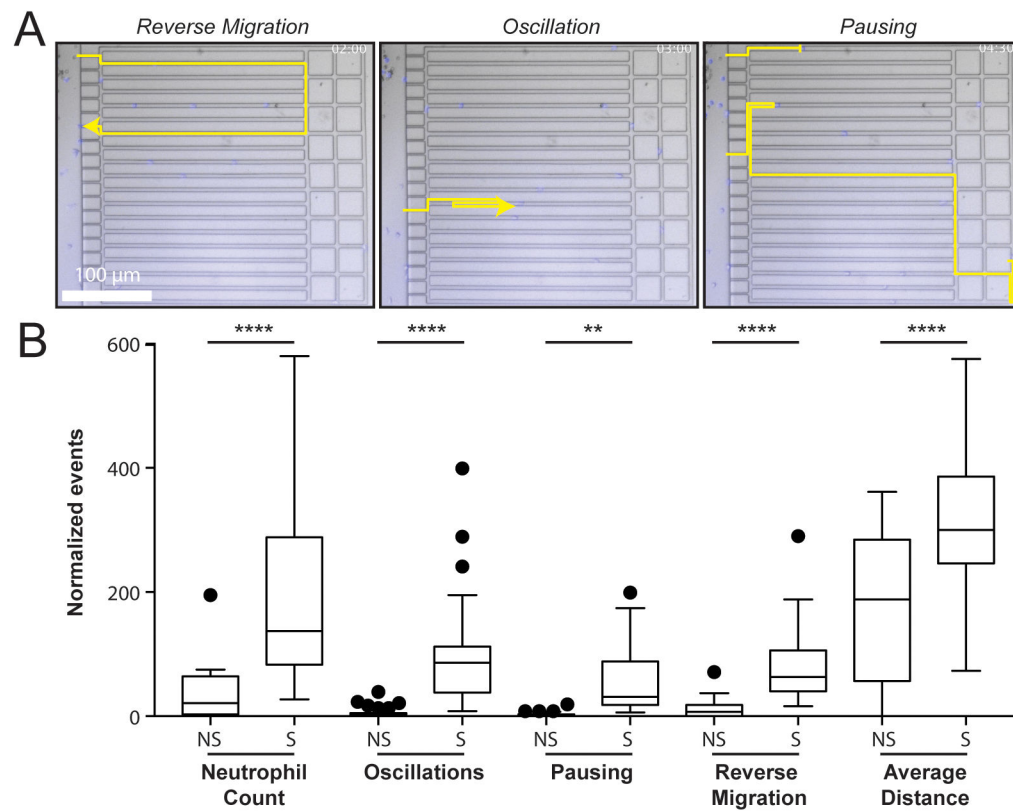 A
Reverse Migration
Oscillation
Pausing
02:00
03:00
04:30
100 µm
B
**** **** ** **** ****
Normalized events
600
400
200
0
NS S NS S NS S NS S NS S
Neutrophil Count
Oscillations
Pausing
Reverse Migration
Average Distance